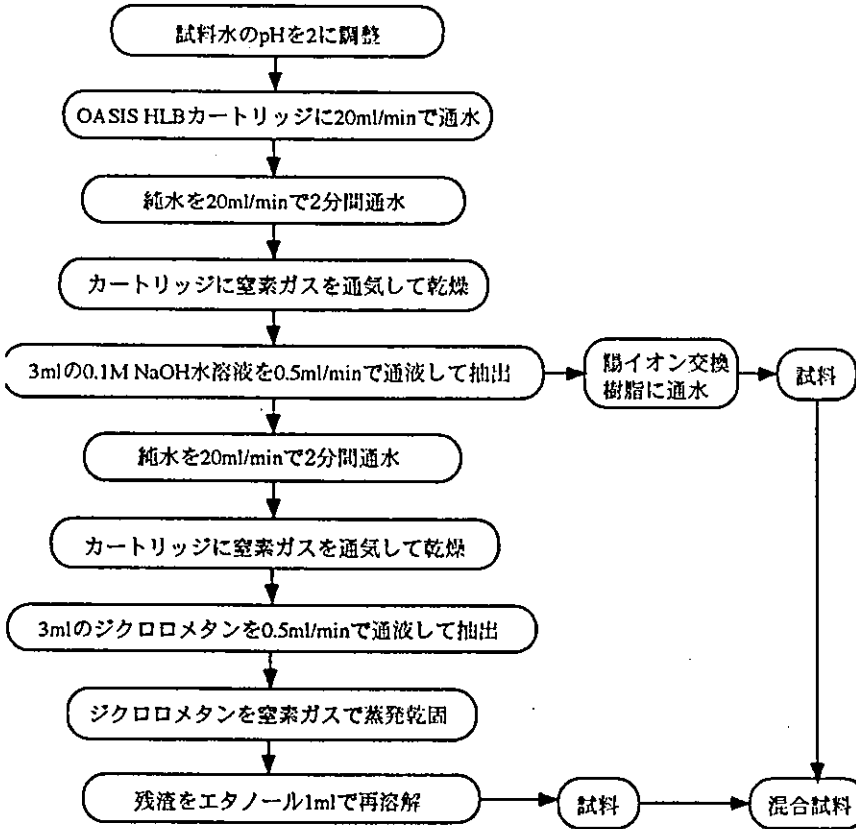 試料水のpHを2に調整
OASIS HLBカートリッジに20ml/minで通水
純水を20ml/minで2分間通水
カートリッジに窒素ガスを通気して乾燥
3mlの0.1M NaOH水溶液を0.5ml/minで通液して抽出
陽イオン交換
樹脂に通水
試料
純水を20ml/minで2分間通水
カートリッジに窒素ガスを通気して乾燥
3mlのジクロロメタンを0.5ml/minで通液して抽出
ジクロロメタンを窒素ガスで蒸発乾固
残渣をエタノール1mlで再溶解
試料
混合試料